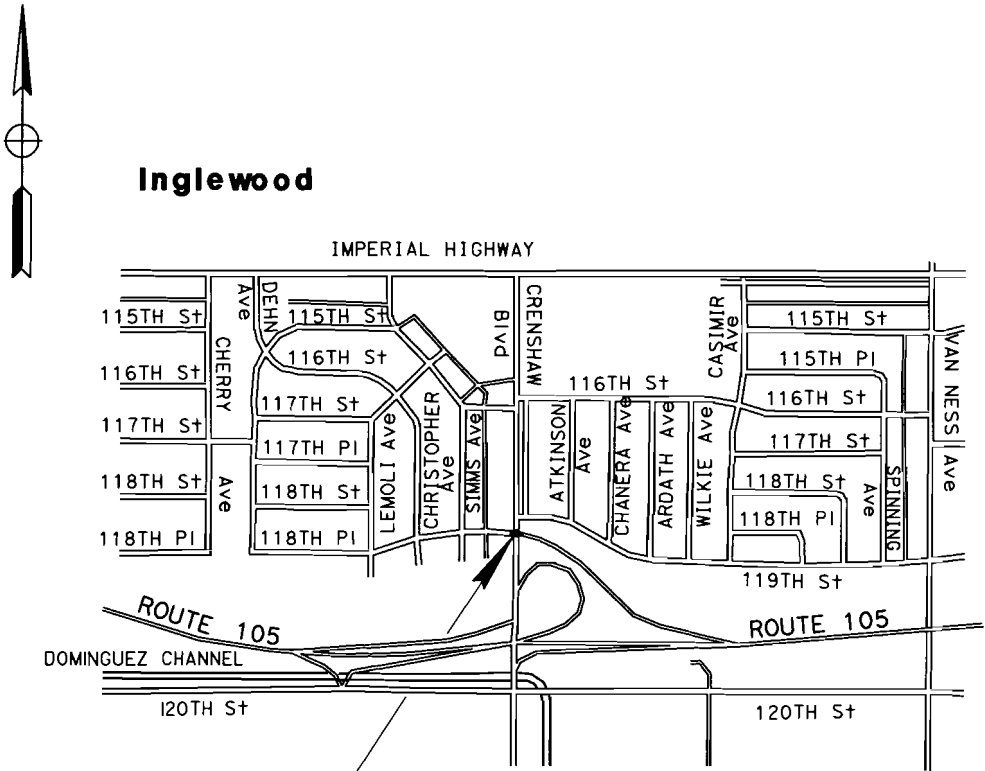 Inglewood
IMPERIAL HIGHWAY
DEHN
Ave
115TH St
115TH St
CRENSHAW
Blvd
CASIMIR
Ave
115TH St
VAN NESS
Ave
115TH Pl
116TH St
CHERRY
Ave
116TH St
116TH St
116TH St
117TH St
117TH St
117TH St
117TH Pl
LEMOLI Ave
CHRISTOPHER
Ave
SIMMS Ave
ATKINSON
Ave
CHANERA Ave
ARDATH Ave
WILKIE Ave
118TH St
118TH St
118TH St
SPINNING
Ave
118TH Pl
118TH Pl
118TH Pl
119TH St
ROUTE 105
ROUTE 105
DOMINGUEZ CHANNEL
120TH St
120TH St